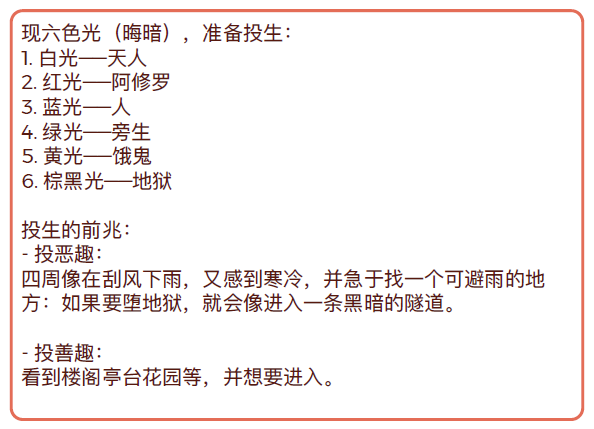 现六色光（晦暗），准备投生：
1. 白光──天人
2. 红光──阿修罗
3. 蓝光──人
4. 绿光──旁生
5. 黄光──饿鬼
6. 棕黑光──地狱
投生的前兆：
- 投恶趣：
四周像在刮风下雨，又感到寒冷，并急于找一个可避雨的地
方：如果要堕地狱，就会像进入一条黑暗的隧道。
- 投善趣：
看到楼阁亭台花园等，并想要进入。